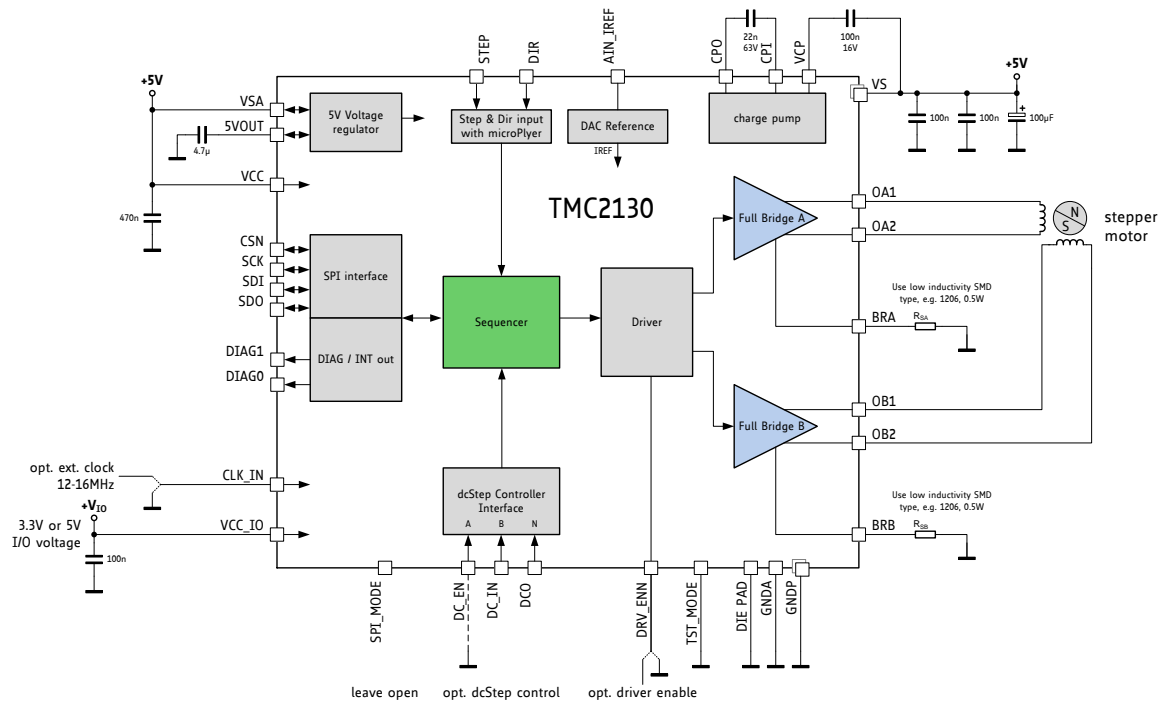 STEP
DIR
AIN_IREF
CPO
22n
63V
CPI
VCP
100n
16V
+5V
+5V
VSA
5VOUT
4.7µ
VCC
470n
5V Voltage
regulator
Step & Dir input
with microPlyer
DAC Reference
IREF
charge pump
VS
100n
100n
+
100µF
TMC2130
CSN
SCK
SDI
SDO
SPI interface
DIAG1
DIAG0
DIAG / INT out
Sequencer
Driver
Full Bridge A
OA1
OA2
N
S
stepper
motor
Use low inductivity SMD
type, e.g. 1206, 0.5W
BRA
RSA
Full Bridge B
OB1
OB2
Use low inductivity SMD
type, e.g. 1206, 0.5W
BRB
RSB
opt. ext. clock
12-16MHz
CLK_IN
+VIO
3.3V or 5V
I/O voltage
VCC_IO
100n
dcStep Controller
Interface
A B N
SPI_MODE
DC_EN
DC_IN
DCO
DRV_ENN
TST_MODE
DIE PAD
GNDA
GNDP
leave open
opt. dcStep control
opt. driver enable